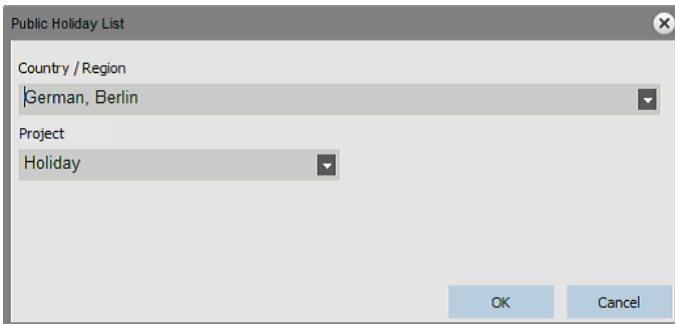 Public Holiday List
Country / Region
German, Berlin
Project
Holiday
OK Cancel